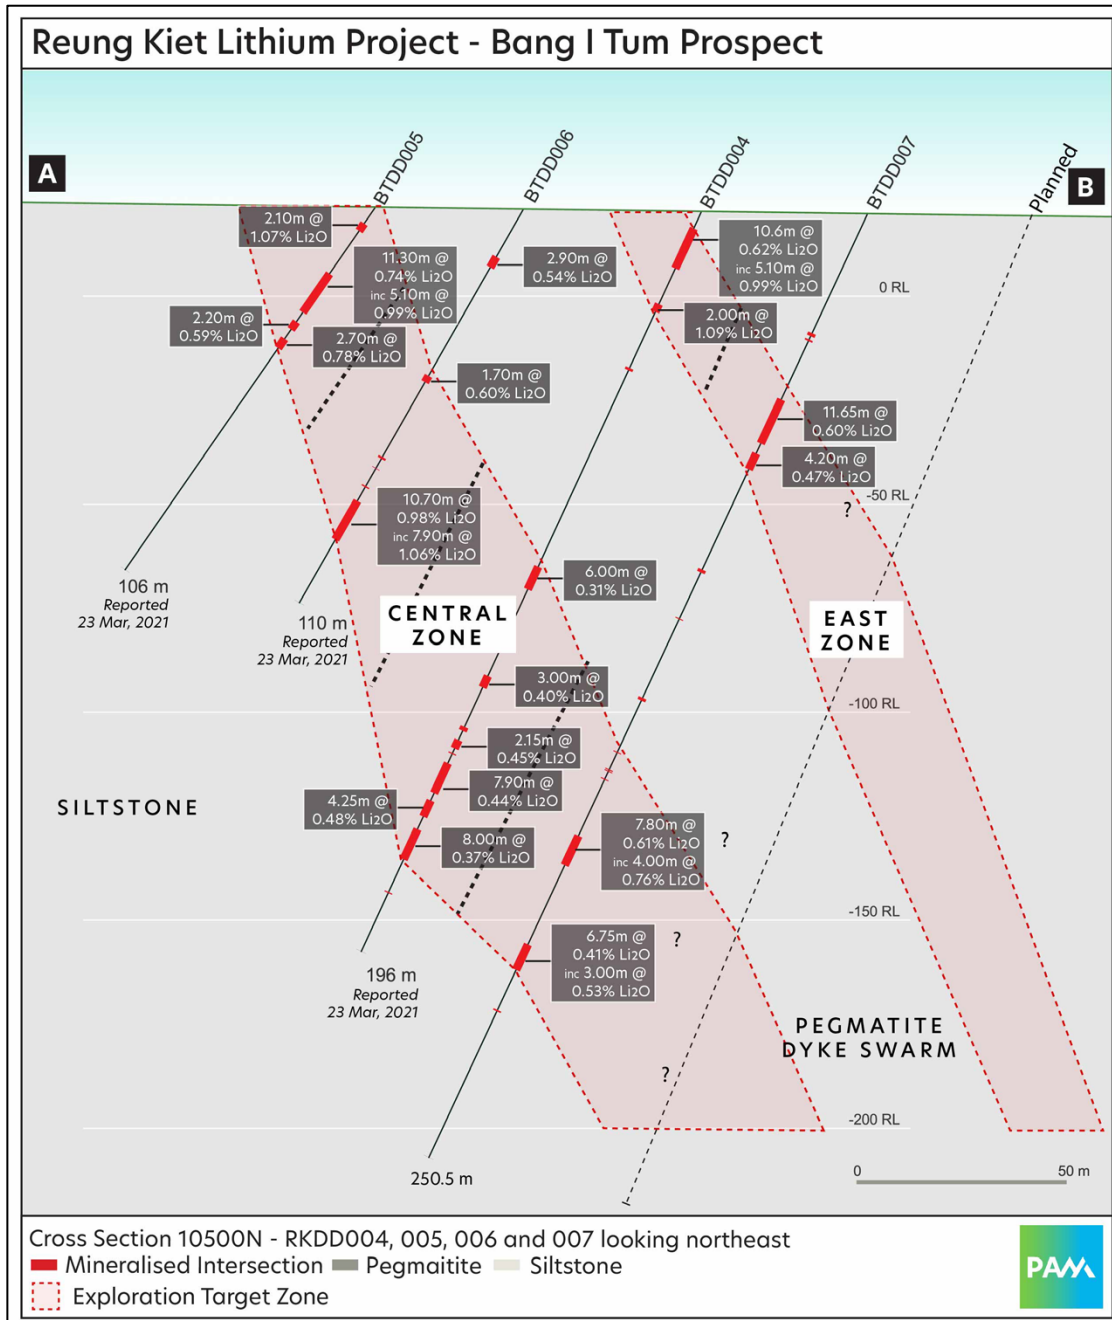 Reung Kiet Lithium Project - Bang I Tum Prospect
A
BTDD005
BTDD006
BTDD004
BTDD007
Planned
B
2.10m @
1.07% Li2O
11.30m @
0.74% Li2O
inc 5.10m @
0.99% Li2O
2.20m @
0.59% Li2O
2.70m @
0.78% Li2O
2.90m @
0.54% Li2O
10.6m @
0.62% Li2O
inc 5.10m @
0.99% Li2O
0 RL
2.00m @
1.09% Li2O
1.70m @
0.60% Li2O
11.65m @
0.60% Li2O
4.20m @
0.47% Li2O
-50 RL
?
10.70m @
0.98% Li2O
inc 7.90m @
1.06% Li2O
6.00m @
0.31% Li2O
106 m
Reported
23 Mar, 2021
110 m
Reported
23 Mar, 2021
CENTRAL
ZONE
EAST
ZONE
3.00m @
0.40% Li2O
-100 RL
2.15m @
0.45% Li2O
7.90m @
0.44% Li2O
SILTSTONE
4.25m @
0.48% Li2O
8.00m @
0.37% Li2O
7.80m @
0.61% Li2O
inc 4.00m @
0.76% Li2O
?
-150 RL
6.75m @
0.41% Li2O
inc 3.00m @
0.53% Li2O
?
196 m
Reported
23 Mar, 2021
PEGMATITE
DYKE SWARM
?
-200 RL
250.5 m
0
50 m
Cross Section 10500N - RKDD004, 005, 006 and 007 looking northeast
Mineralised Intersection
Pegmaitite
Siltstone
Exploration Target Zone
PAM